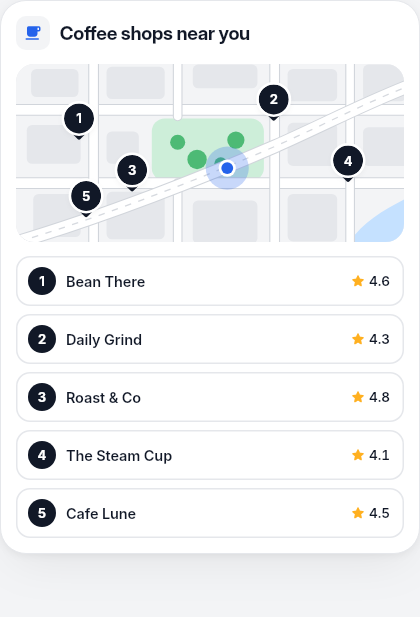 Coffee shops near you
1
2
3
4
5
1 Bean There 4.6
2 Daily Grind 4.3
3 Roast & Co 4.8
4 The Steam Cup 4.1
5 Cafe Lune 4.5